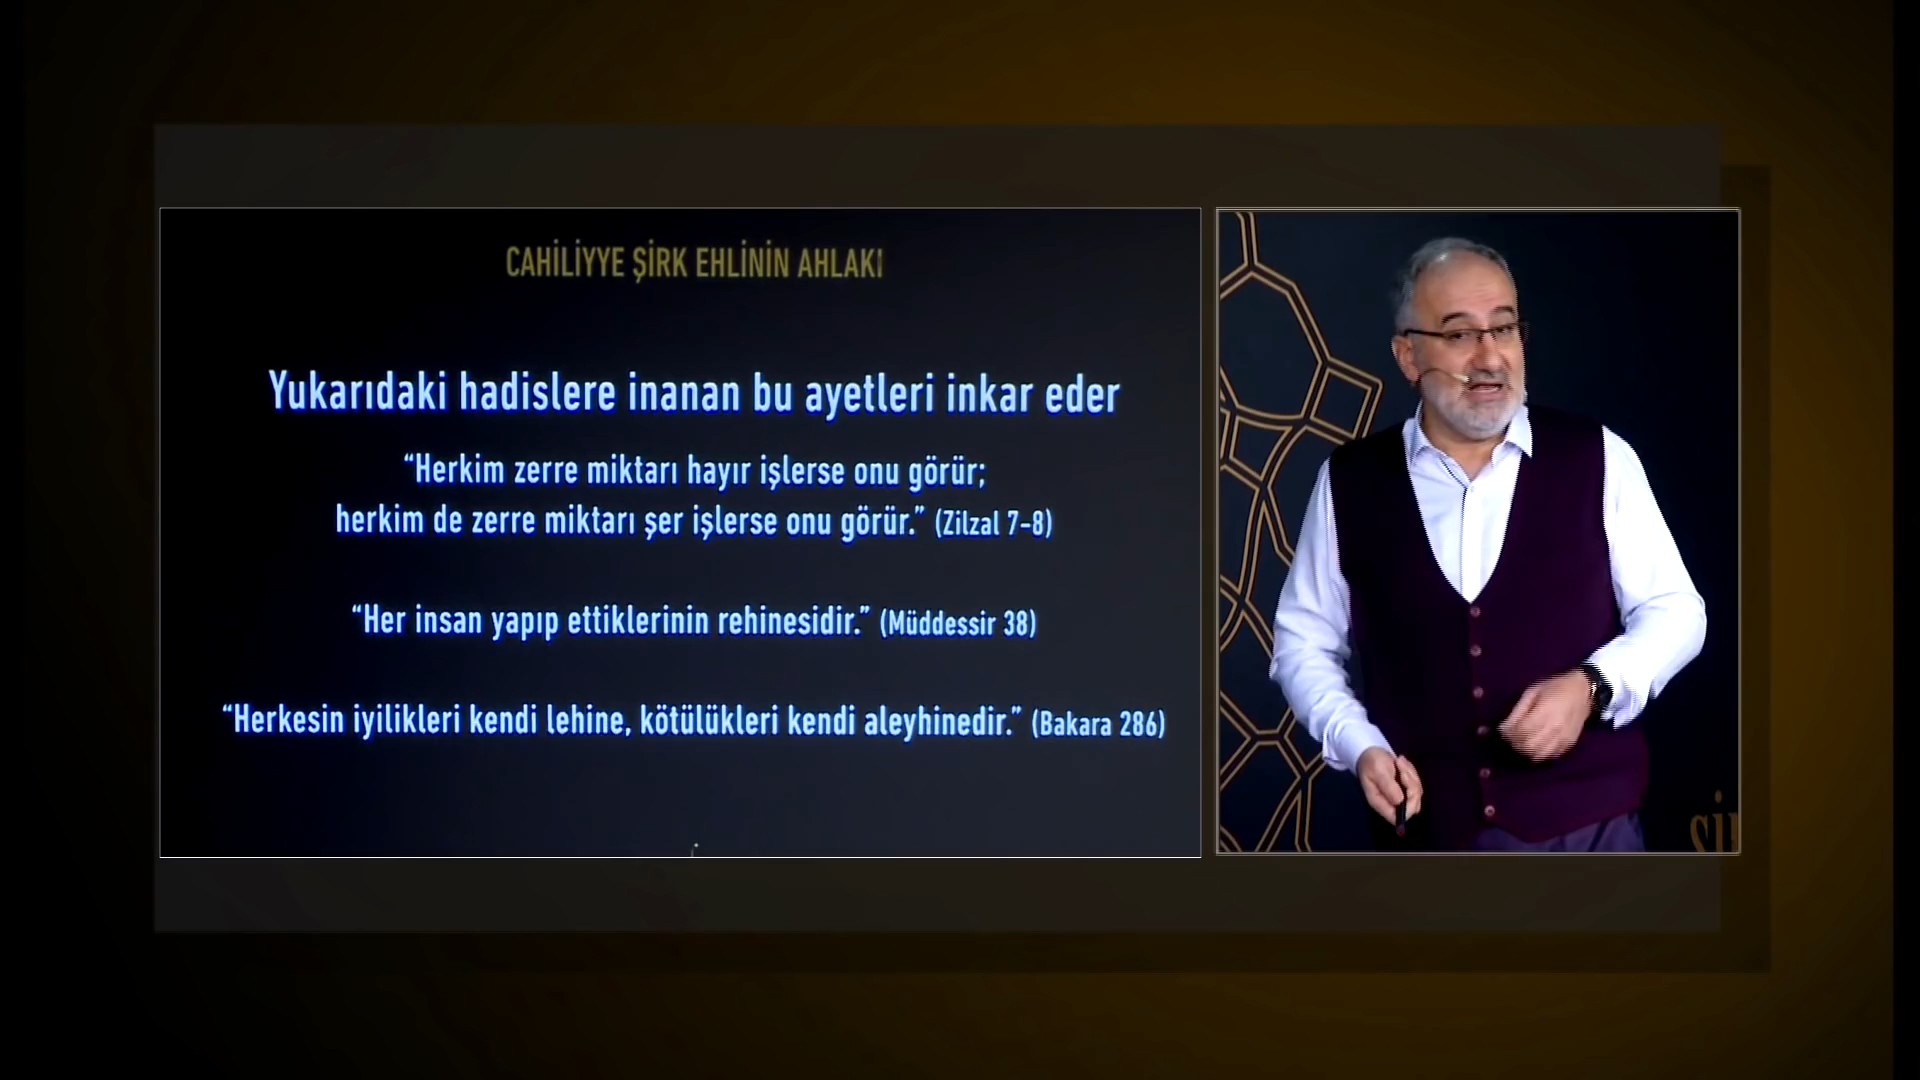 CAHİLİYYE ŞİRK EHLİNİN AHLAKI
Yukarıdaki hadislere inanan bu ayetleri inkar eder
“Herkim zerre miktarı hayır işlerse onu görür;
herkim de zerre miktarı şer işlerse onu görür.” (Zilzal 7-8)
“Her insan yapıp ettiklerinin rehinesidir.” (Müddessir 38)
“Herkesin iyilikleri kendi lehine, kötülükleri kendi aleyhinedir.” (Bakara 286)